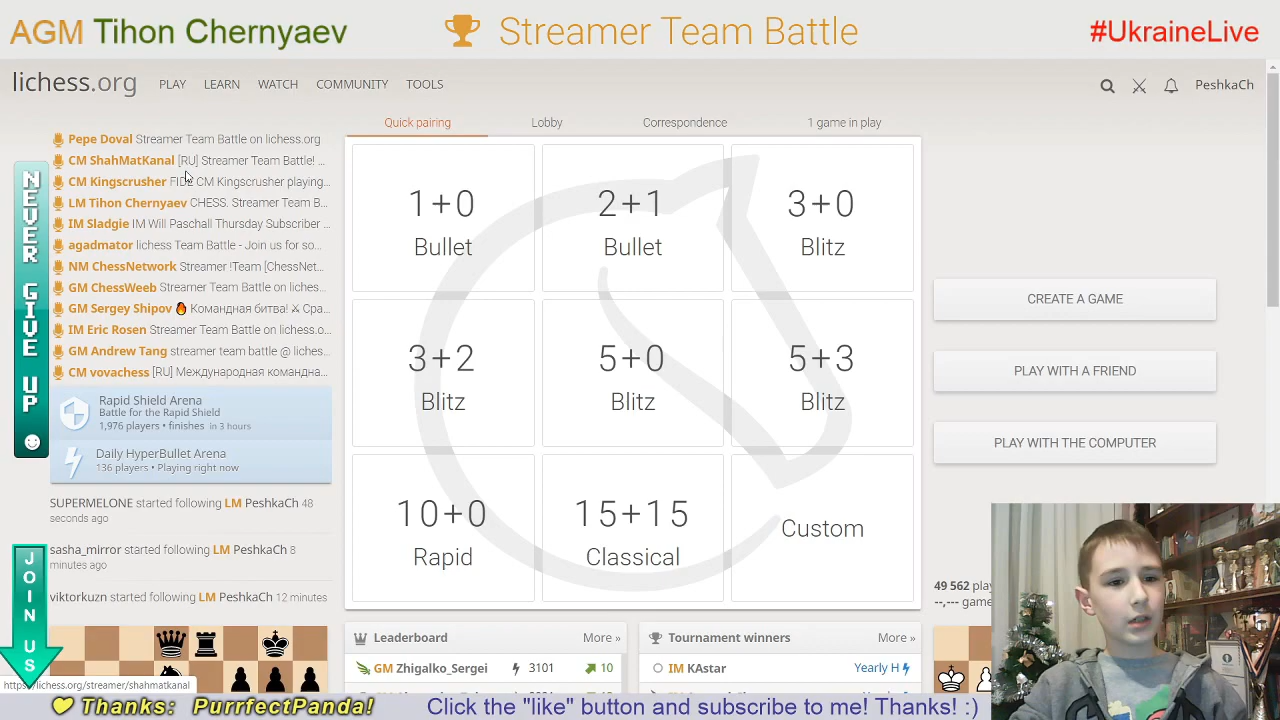 AGM Tihon Chernyaev
Streamer Team Battle
#UkraineLive
lichess.org
PLAY LEARN WATCH COMMUNITY TOOLS
PeshkaCh
Quick pairing
Lobby
Correspondence
1 game in play
Pepe Doval Streamer Team Battle on lichess.org
CM ShahMatKanal [RU] Streamer Team Battle! ...
CM Kingscrusher FIDE CM Kingscrusher playing...
LM Tihon Chernyaev CHESS. Streamer Team B...
IM Sladgie IM Will Paschall Thursday Subscriber ...
agadmator lichess Team Battle - Join us for so...
NM ChessNetwork Streamer !Team [ChessNet...
GM ChessWeeb Streamer Team Battle on liches...
GM Sergey Shipov 🔥 Командная битва! ⚔ Сра...
IM Eric Rosen Streamer Team Battle on lichess.o...
GM Andrew Tang streamer team battle @ liches...
CM vovachess [RU] Международная командна...
NEVER GIVE UP
Rapid Shield Arena
Battle for the Rapid Shield
1,976 players • finishes in 3 hours
Daily HyperBullet Arena
136 players • Playing right now
SUPERMELONE started following LM PeshkaCh 48
seconds ago
sasha_mirror started following LM PeshkaCh 8
minutes ago
viktorkuzn started following LM PeshkaCh 12 minutes
JOIN US
https://lichess.org/streamer/shahmatkanal
1+0
Bullet
2+1
Bullet
3+0
Blitz
3+2
Blitz
5+0
Blitz
5+3
Blitz
10+0
Rapid
15+15
Classical
Custom
CREATE A GAME
PLAY WITH A FRIEND
PLAY WITH THE COMPUTER
49 562 play
--,--- game
Leaderboard More »
GM Zhigalko_Sergei 3101 10
Tournament winners More »
IM KAstar Yearly H
Thanks: PurrfectPanda!
Click the "like" button and subscribe to me! Thanks! :)